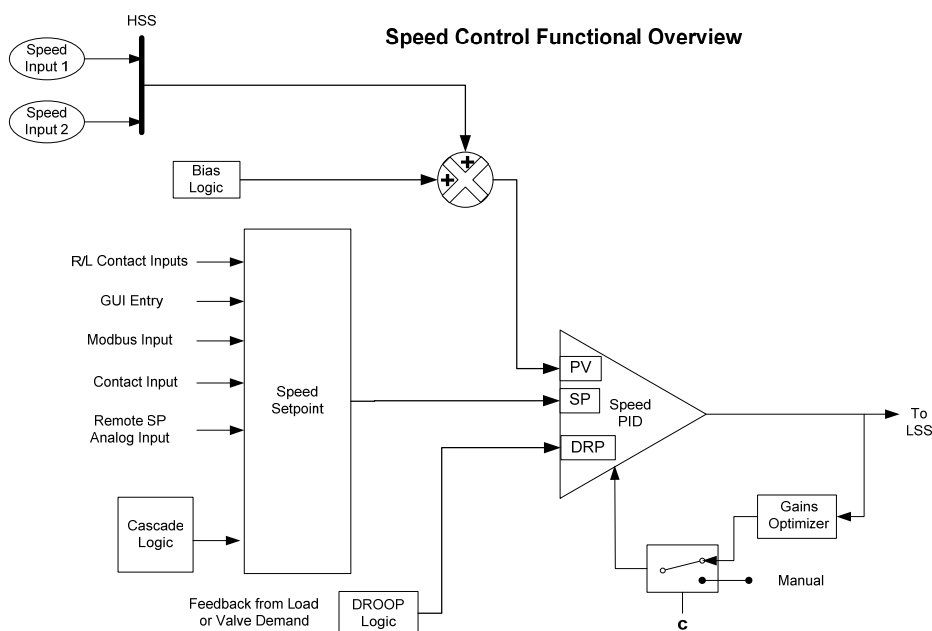 HSS
Speed Control Functional Overview
Speed
Input 1
Speed
Input 2
+
Bias
Logic
+
R/L Contact Inputs
GUI Entry
Modbus Input
Contact Input
Remote SP
Analog Input
Speed
Setpoint
Cascade
Logic
PV
SP
DRP
Speed
PID
To
LSS
Gains
Optimizer
Manual
C
Feedback from Load
or Valve Demand
DROOP
Logic